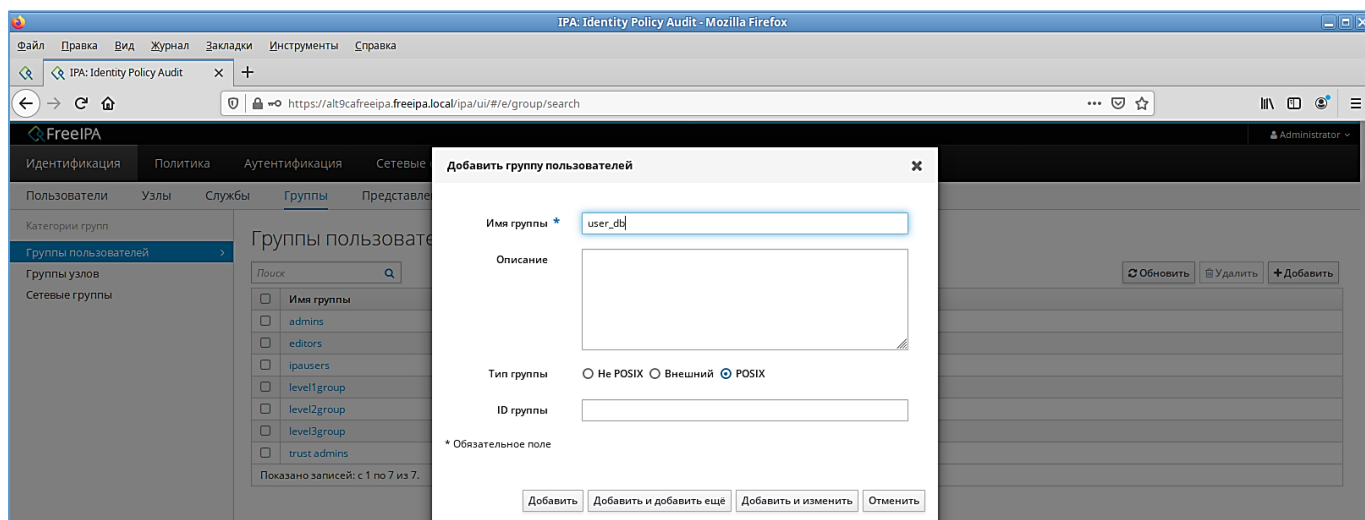 IPA: Identity Policy Audit - Mozilla Firefox
Файл Правка Вид Журнал Закладки Инструменты Справка
IPA: Identity Policy Audit
https://alt9cafreeipa.freeipa.local/ipa/ui/#/e/group/search
FreeIPA Administrator
Идентификация Политика Аутентификация Сетевые
Пользователи Узлы Службы Группы Представле
Добавить группу пользователей
Категории групп
Группы пользователей
Группы узлов
Сетевые группы
Группы пользовате
Поиск
Обновить Удалить Добавить
Имя группы
admins
editors
ipausers
level1group
level2group
level3group
trust admins
Показано записей: с 1 по 7 из 7.
Имя группы * user_db
Описание
Тип группы Не POSIX Внешний POSIX
ID группы
* Обязательное поле
Добавить Добавить и добавить ещё Добавить и изменить Отменить